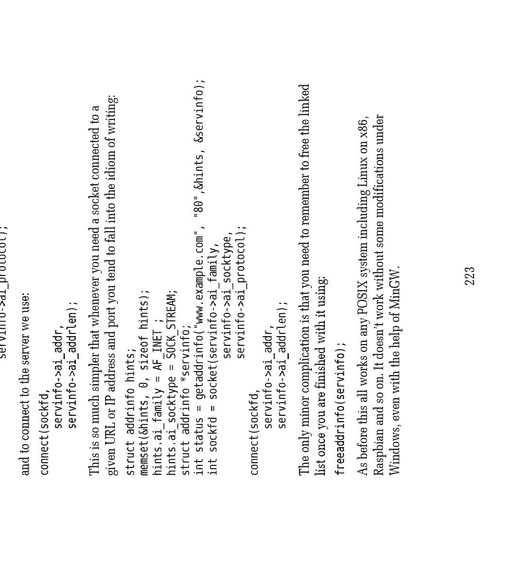 servinfo->ai_protocol);
and to connect to the server we use:
connect(sockfd,
servinfo->ai_addr,
servinfo->ai_addrlen);
This is so much simpler that whenever you need a socket connected to a
given URL or IP address and port you tend to fall into the idiom of writing:
struct addrinfo hints;
memset(&hints, 0, sizeof hints);
hints.ai_family = AF_INET ;
hints.ai_socktype = SOCK_STREAM;
struct addrinfo *servinfo;
int status = getaddrinfo("www.example.com", "80",&hints, &servinfo);
int sockfd = socket(servinfo->ai_family,
servinfo->ai_socktype,
servinfo->ai_protocol);
connect(sockfd,
servinfo->ai_addr,
servinfo->ai_addrlen);
The only minor complication is that you need to remember to free the linked
list once you are finished with it using:
freeaddrinfo(servinfo);
As before this all works on any POSIX system including Linux on x86,
Raspbian and so on. It doesn't work without some modifications under
Windows, even with the help of MinGW.
223